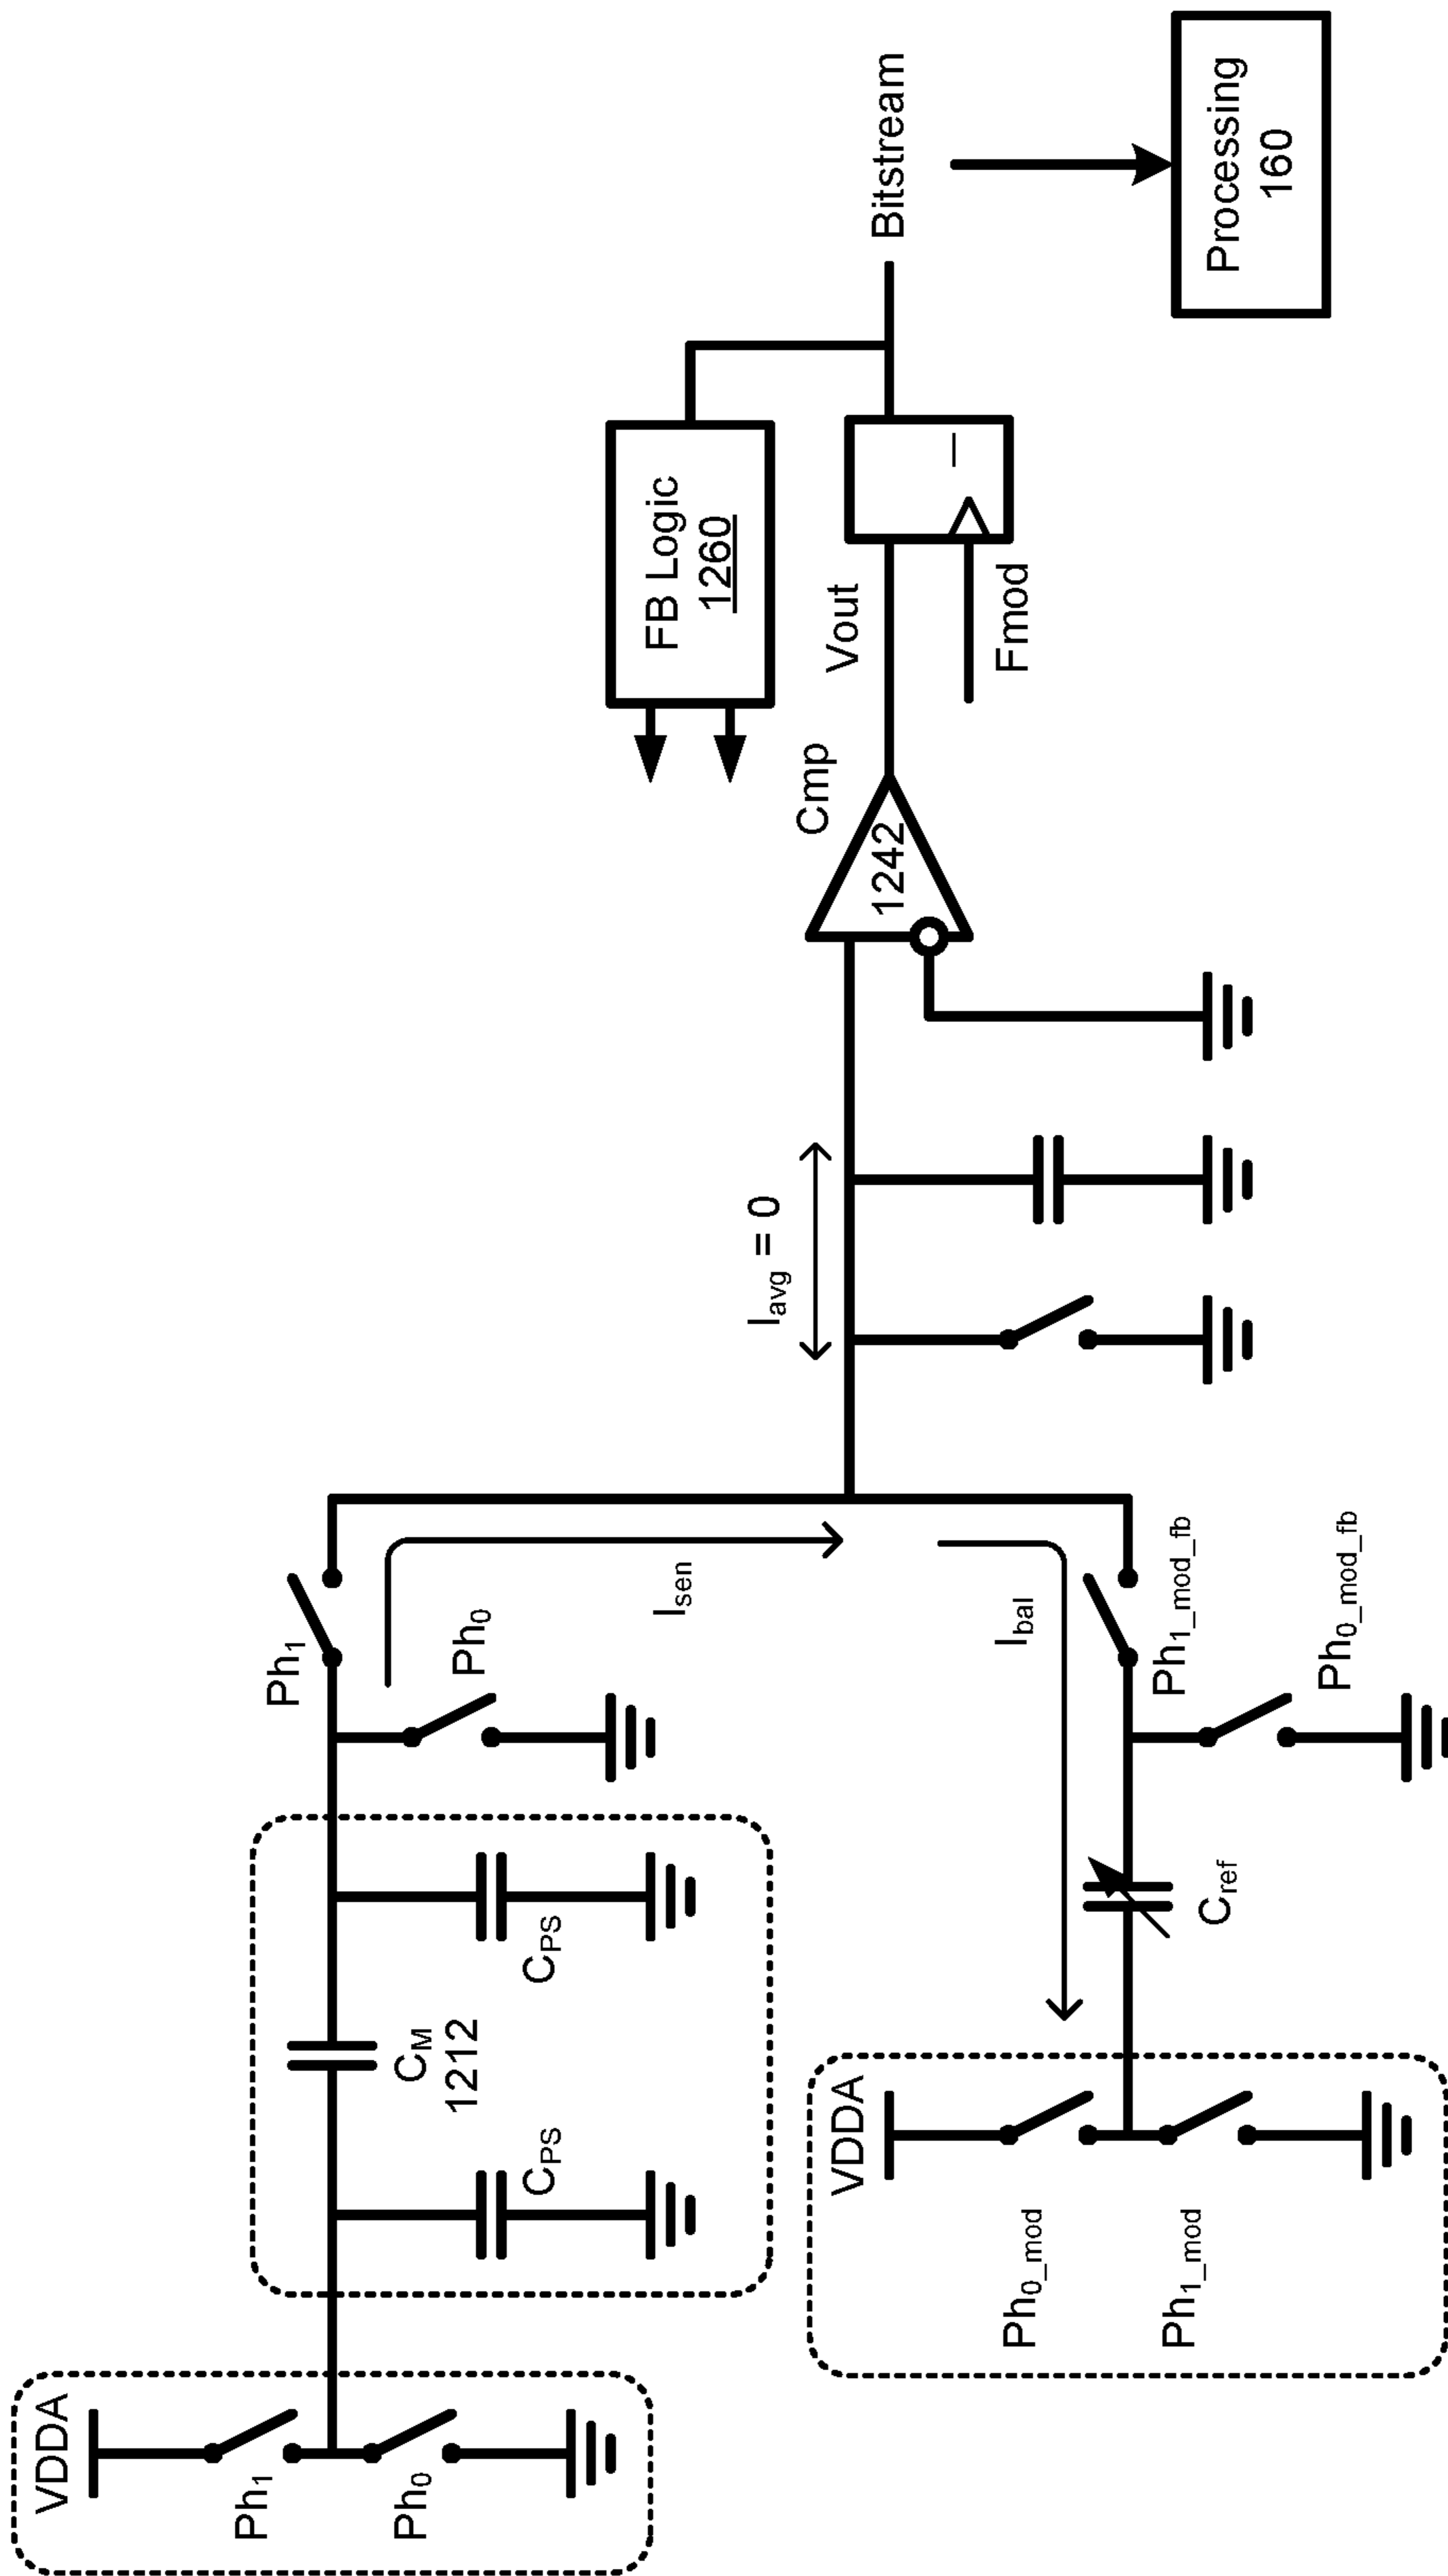 VDDA
Ph1
Ph0
CM
1212
CPS
CPS
Ph1
Ph0
Isen
VDDA
Ph0_mod
Ph1_mod
Cref
Ibal
Ph1_mod_fb
Ph0_mod_fb
Iavg = 0
Cmp
1242
Vout
Fmod
FB Logic
1260
Bitstream
Processing
160